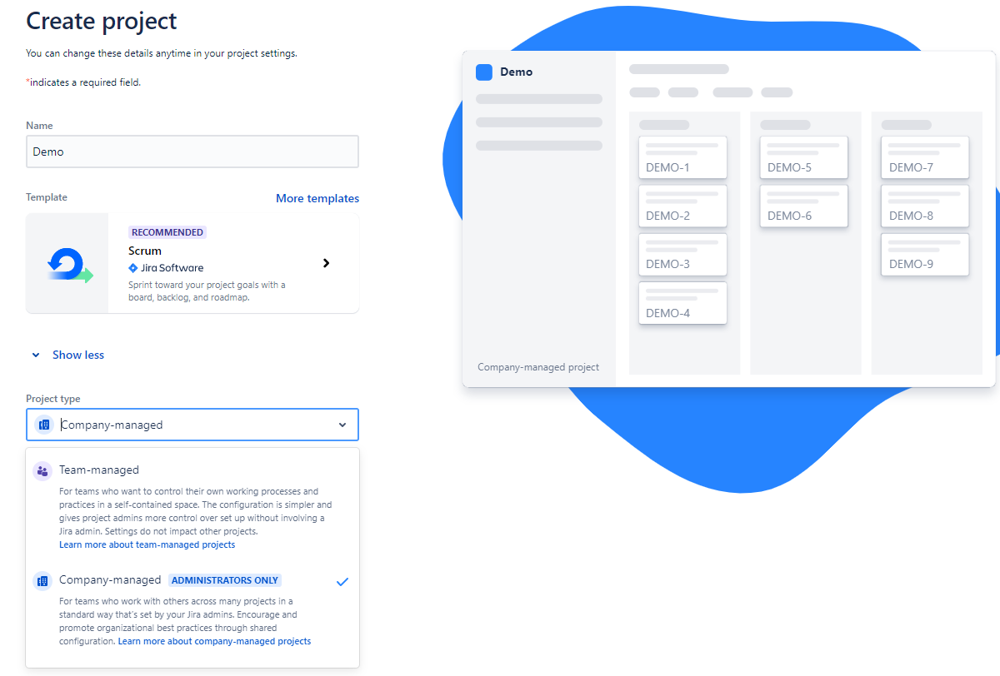 Create project
You can change these details anytime in your project settings.
*indicates a required field.
Name
Demo
Template
More templates
RECOMMENDED
Scrum
Jira Software
Sprint toward your project goals with a
board, backlog, and roadmap.
Show less
Project type
Company-managed
Team-managed
For teams who want to control their own working processes and
practices in a self-contained space. The configuration is simpler and
gives project admins more control over set up without involving a
Jira admin. Settings do not impact other projects.
Learn more about team-managed projects
Company-managed ADMINISTRATORS ONLY
For teams who work with others across many projects in a
standard way that's set by your Jira admins. Encourage and
promote organizational best practices through shared
configuration. Learn more about company-managed projects
Demo
Company-managed project
DEMO-1
DEMO-2
DEMO-3
DEMO-4
DEMO-5
DEMO-6
DEMO-7
DEMO-8
DEMO-9